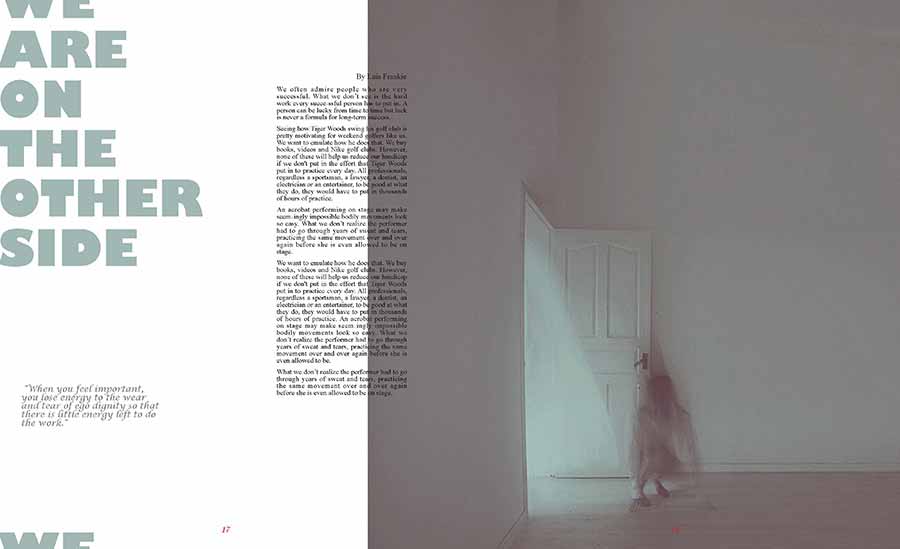 WE
ARE
ON
THE
OTHER
SIDE
By Luis Frankie
We often admire people who are very
successful. What we don't see is the hard
work every succe-ssful person has to put in. A
person can be lucky from time to time but luck
is never a formula for long-term success.
Seeing how Tiger Woods swing his golf club is
pretty motivating for weekend golfers like us.
We want to emulate how he does that. We buy
books, videos and Nike golf clubs. However,
none of these will help us reduce our handicap
if we don't put in the effort that Tiger Woods
put in to practice every day. All professionals,
regardless a sportsman, a lawyer, a dentist, an
electrician or an entertainer, to be good at what
they do, they would have to put in thousands
of hours of practice.
An acrobat performing on stage may make
seem-ingly impossible bodily movements look
so easy. What we don't realize the performer
had to go through years of sweat and tears,
practicing the same movement over and over
again before she is even allowed to be on
stage.
We want to emulate how he does that. We buy
books, videos and Nike golf clubs. However,
none of these will help us reduce our handicap
if we don't put in the effort that Tiger Woods
put in to practice every day. All professionals,
regardless a sportsman, a lawyer, a dentist, an
electrician or an entertainer, to be good at what
they do, they would have to put in thousands
of hours of practice. An acrobat performing
on stage may make seem ingly impossible
bodily movements look so easy. What we
don't realize the performer had to go through
years of sweat and tears, practicing the same
movement over and over again before she is
even allowed to be.
What we don't realize the performer had to go
through years of sweat and tears, practicing
the same movement over and over again
before she is even allowed to be on stage.
"When you feel important,
you lose energy to the wear
and tear of ego dignity so that
there is little energy left to do
the work."
17
WE